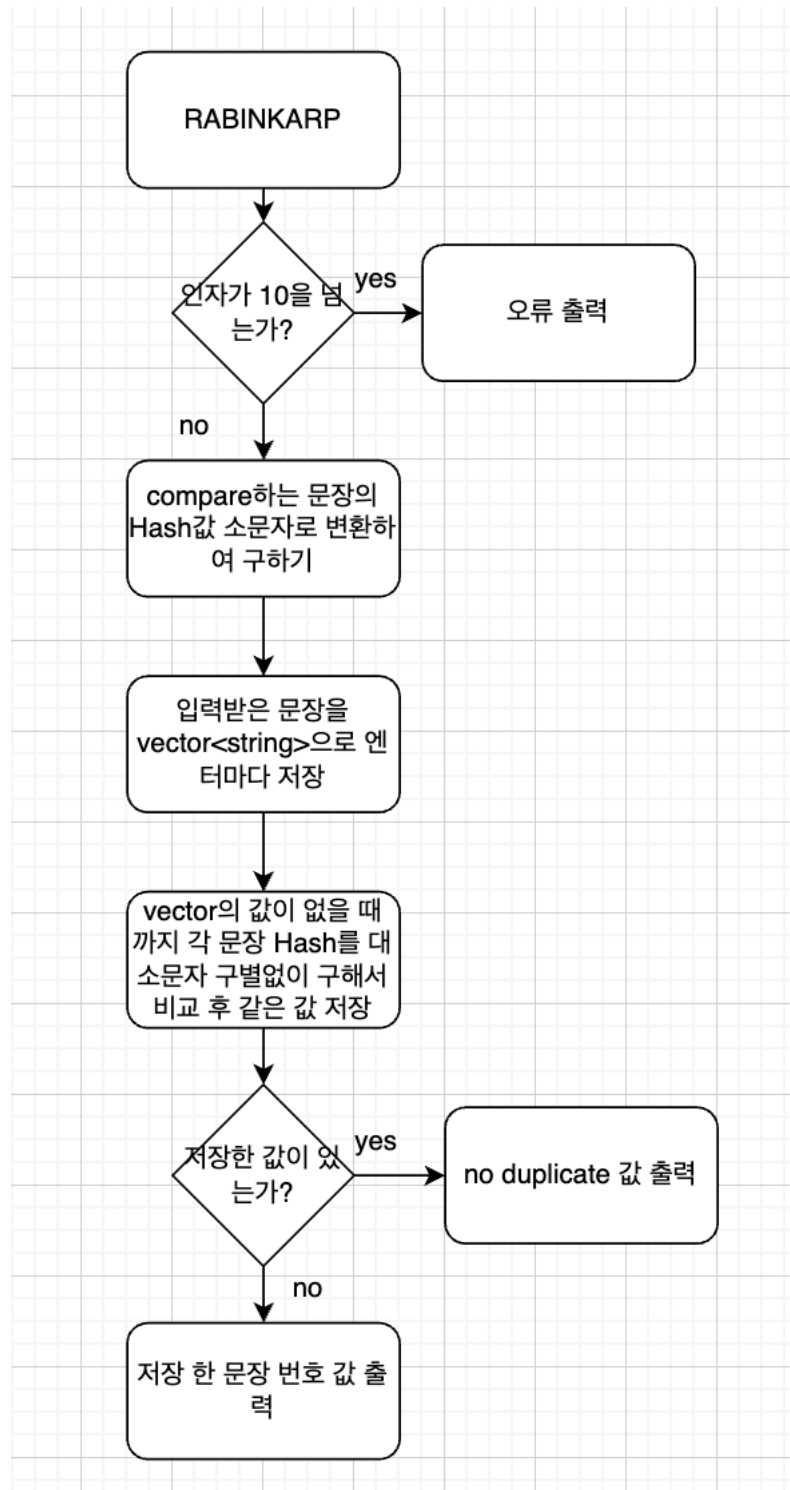 RABINKARP
인자가 10을 넘
는가?
yes
오류 출력
no
compare하는 문장의
Hash값 소문자로 변환하
여 구하기
입력받은 문장을
vector<string>으로 엔
터마다 저장
vector의 값이 없을 때
까지 각 문장 Hash를 대
소문자 구별없이 구해서
비교 후 같은 값 저장
저장한 값이 있
는가?
yes
no duplicate 값 출력
no
저장 한 문장 번호 값 출
력